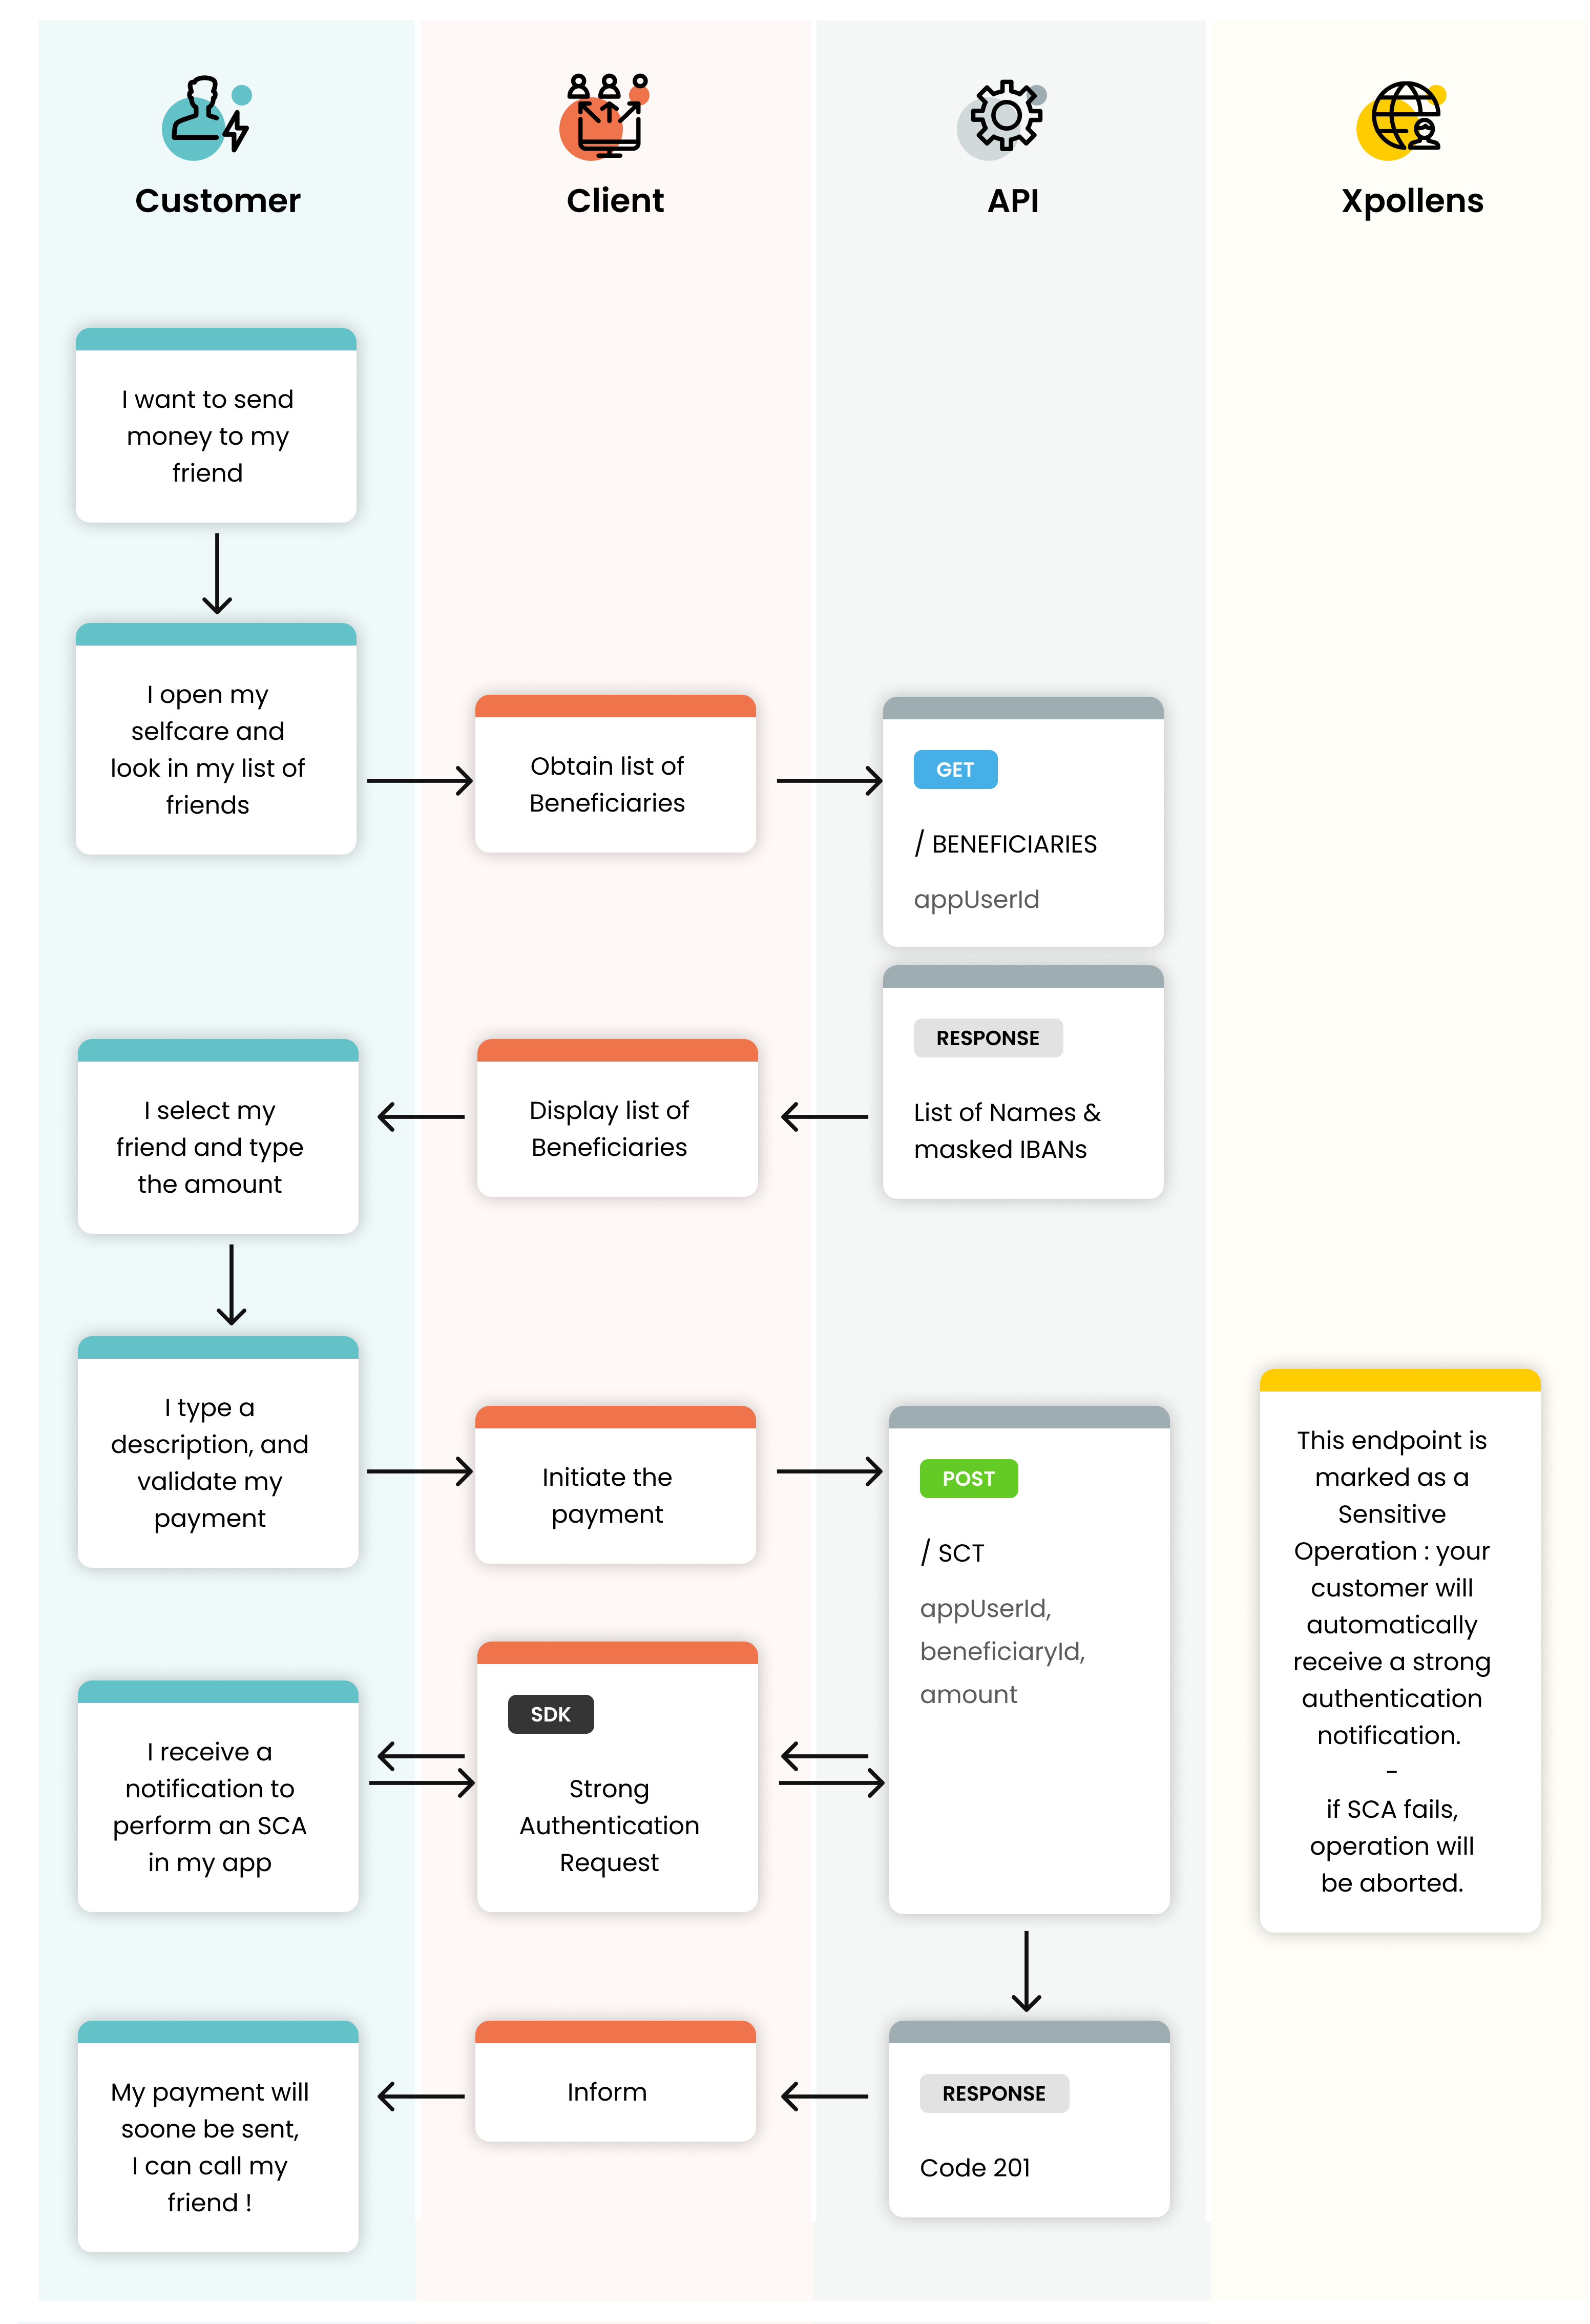 Customer
Client
API
Xpollens
I want to send
money to my
friend
I open my
selfcare and
look in my list of
friends
Obtain list of
Beneficiaries
GET
/ BENEFICIARIES
appUserId
RESPONSE
List of Names &
masked IBANs
Display list of
Beneficiaries
I select my
friend and type
the amount
I type a
description, and
validate my
payment
Initiate the
payment
POST
/ SCT
appUserId,
beneficiaryId,
amount
This endpoint is
marked as a
Sensitive
Operation : your
customer will
automatically
receive a strong
authentication
notification.
-
if SCA fails,
operation will
be aborted.
SDK
Strong
Authentication
Request
I receive a
notification to
perform an SCA
in my app
RESPONSE
Code 201
Inform
My payment will
soone be sent,
I can call my
friend !